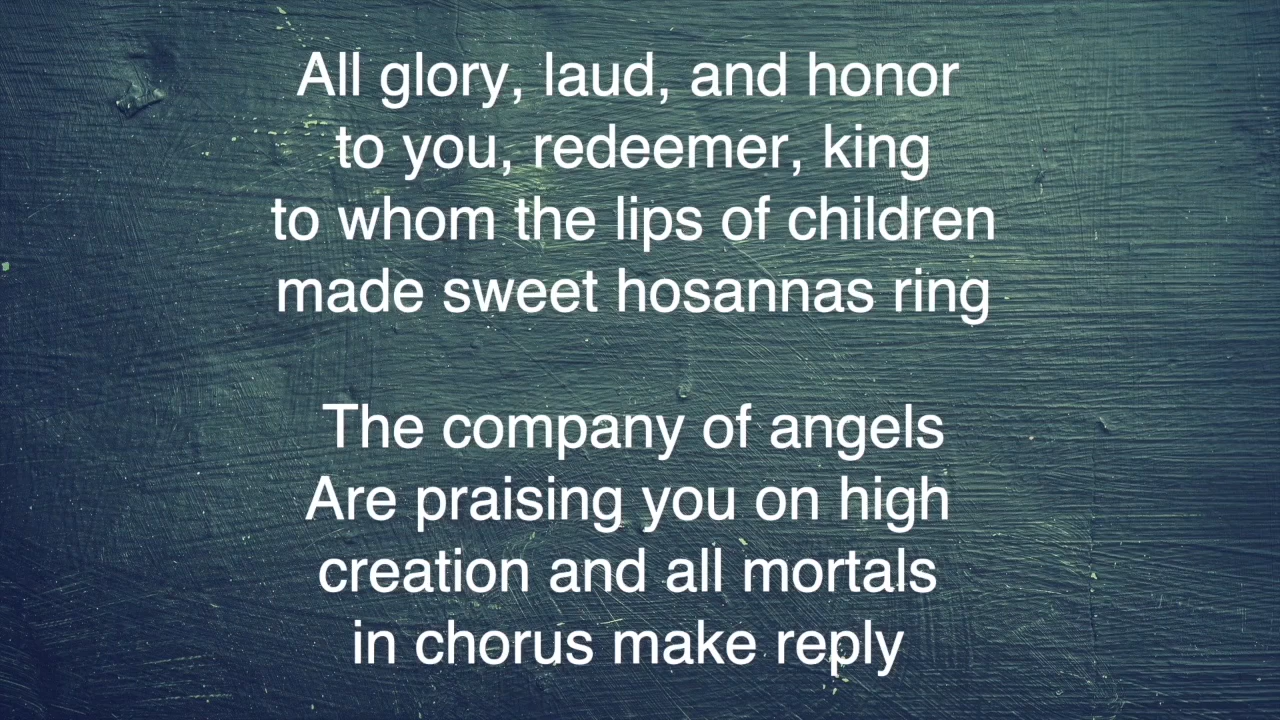 All glory, laud, and honor
to you, redeemer, king
to whom the lips of children
made sweet hosannas ring
The company of angels
Are praising you on high
creation and all mortals
in chorus make reply